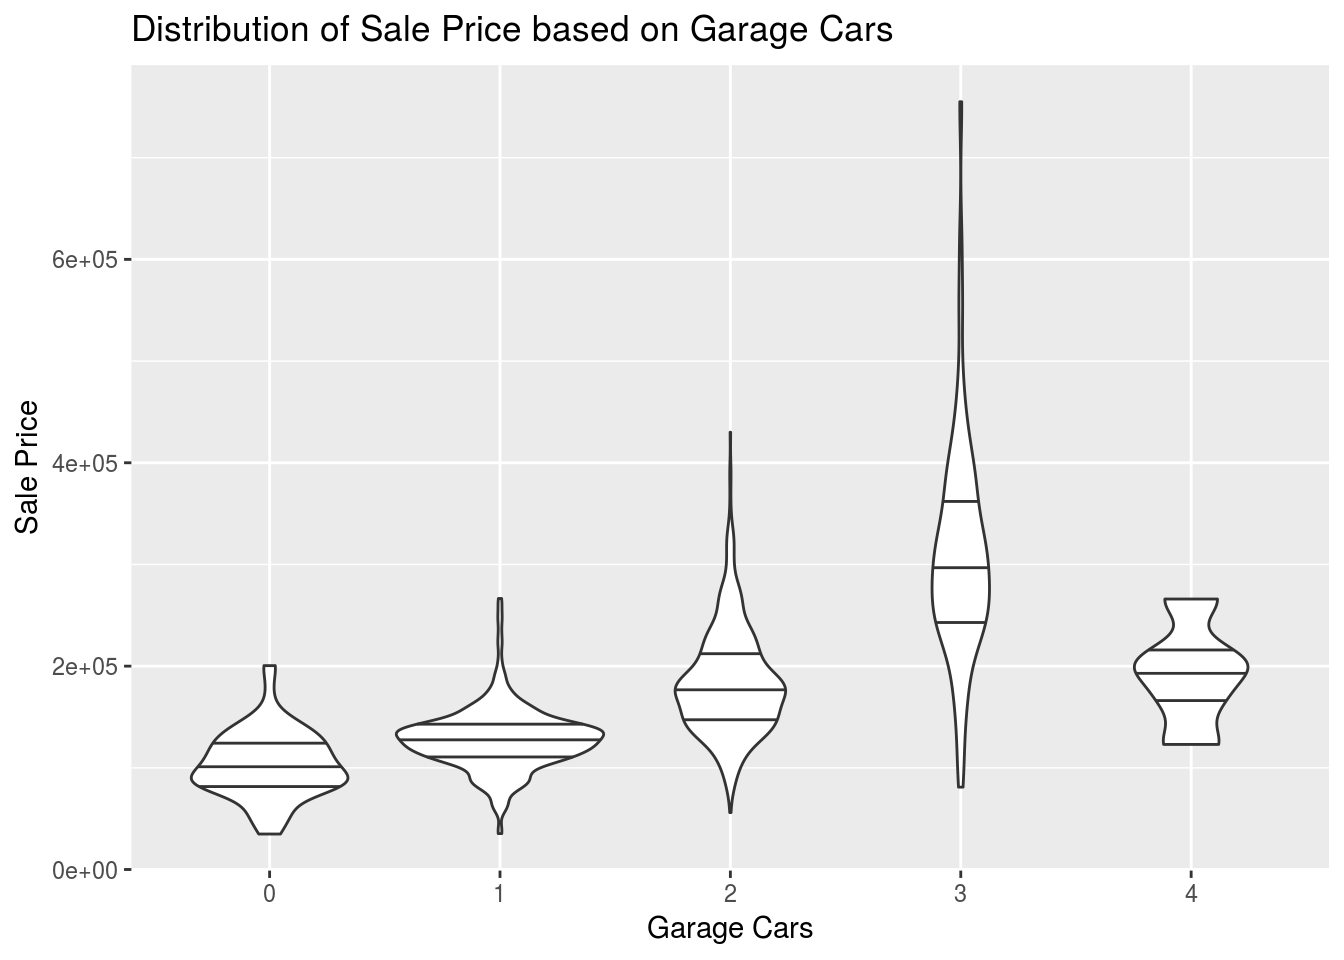 Distribution of Sale Price based on Garage Cars
Sale Price
6e+05
4e+05
2e+05
0e+00
0
1
2
3
4
Garage Cars